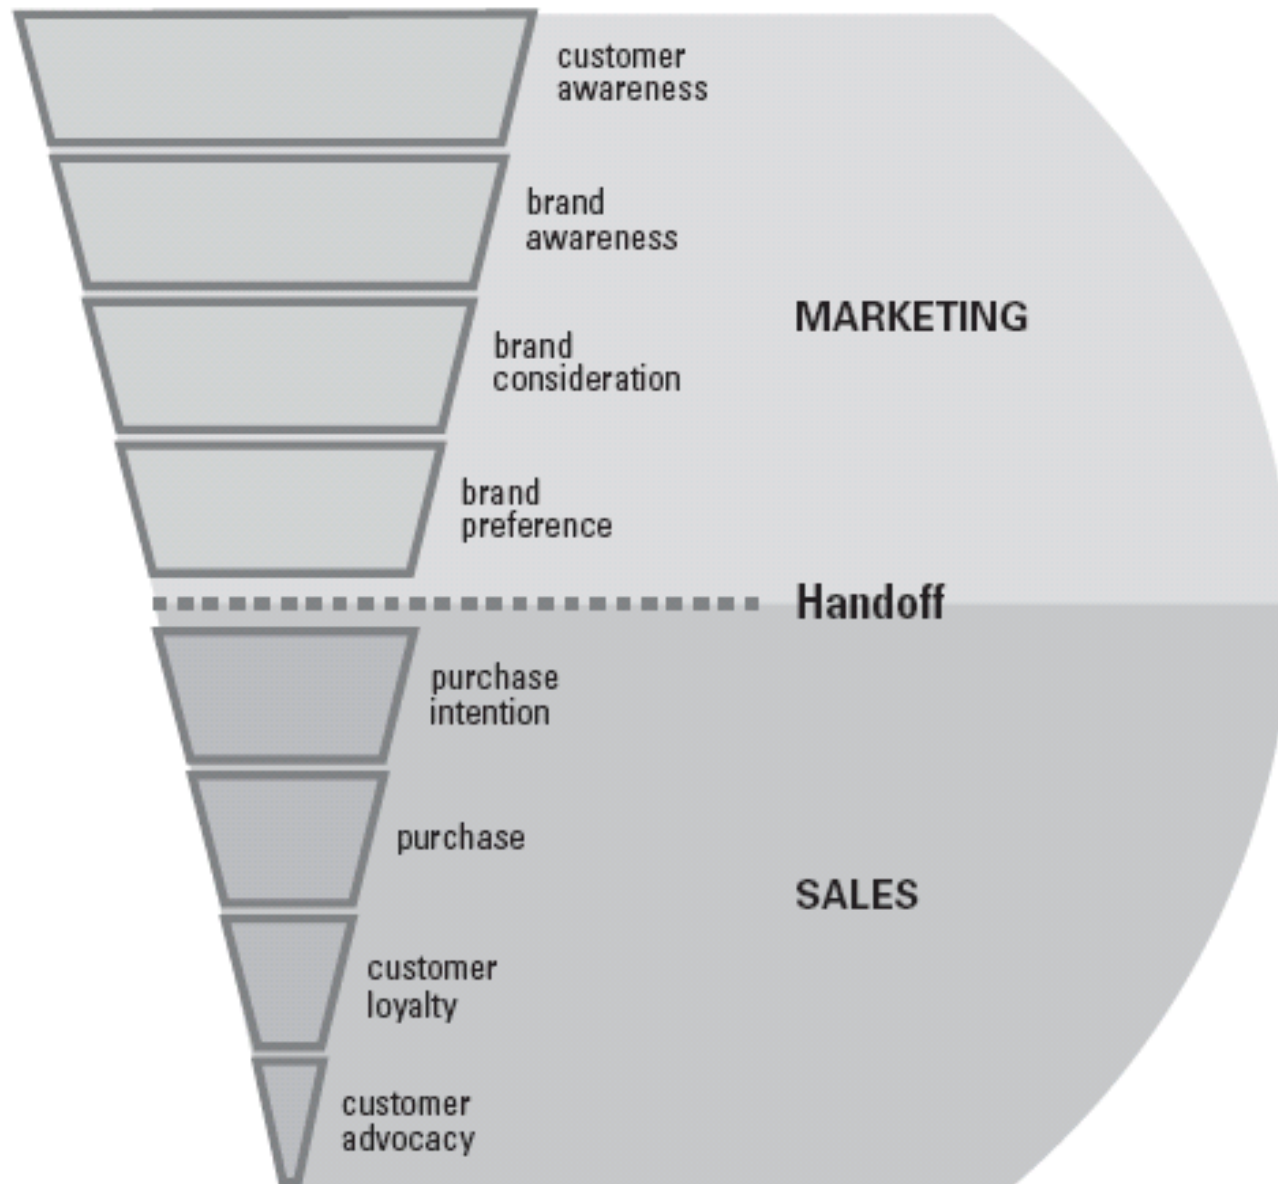 customer
awareness
brand
awareness
brand
consideration
MARKETING
brand
preference
Handoff
purchase
intention
purchase
SALES
customer
loyalty
customer
advocacy